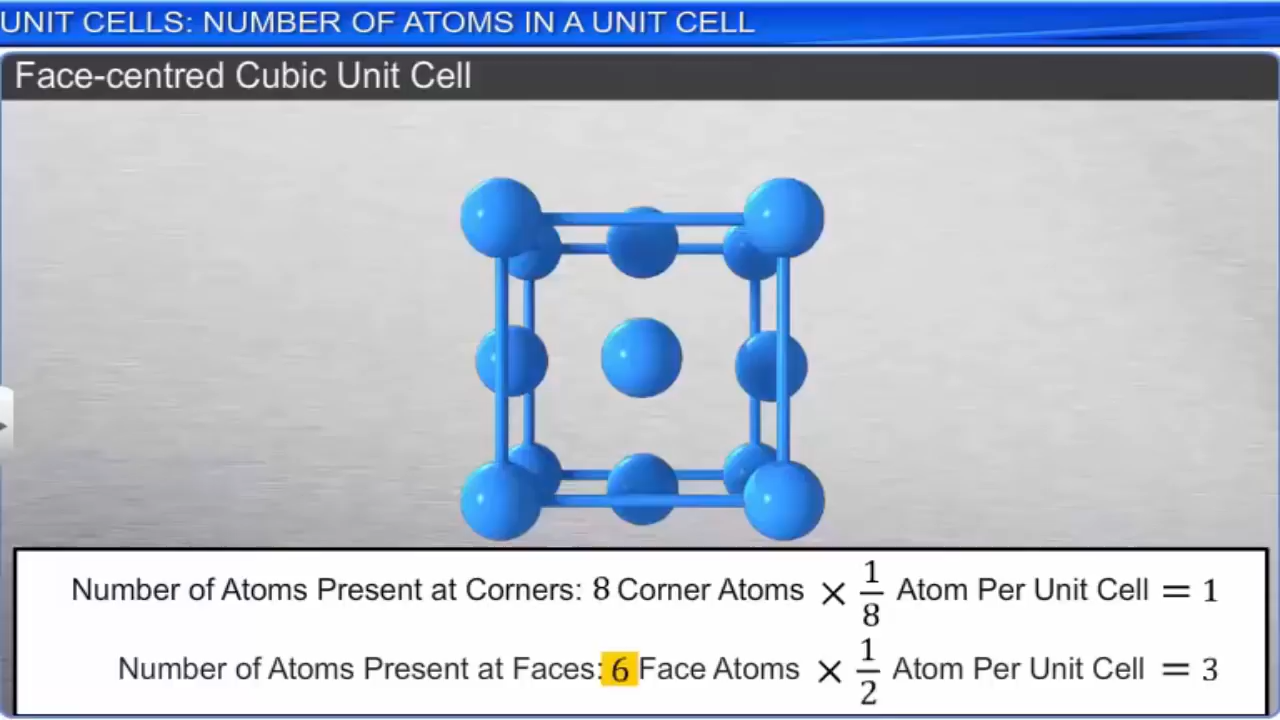 UNIT CELLS: NUMBER OF ATOMS IN A UNIT CELL
Face-centred Cubic Unit Cell
Number of Atoms Present at Corners: 8 Corner Atoms × 1/8 Atom Per Unit Cell = 1
Number of Atoms Present at Faces: 6 Face Atoms × 1/2 Atom Per Unit Cell = 3